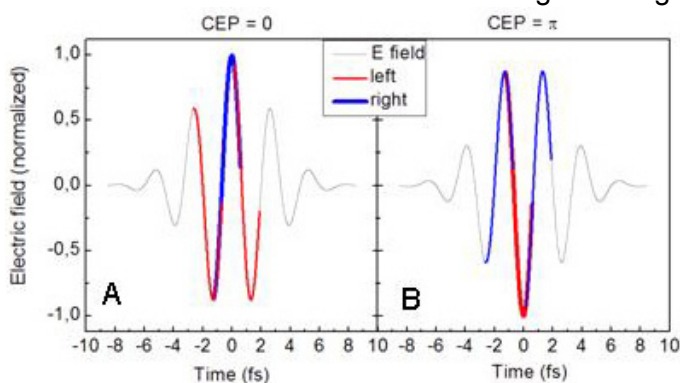 CEP = 0
CEP = π
E field
left
right
Electric field (normalized)
1,0
0,5
0,0
-0,5
-1,0
A
B
-10 -8 -6 -4 -2 0 2 4 6 8 10
-8 -6 -4 -2 0 2 4 6 8 10
Time (fs)
Time (fs)